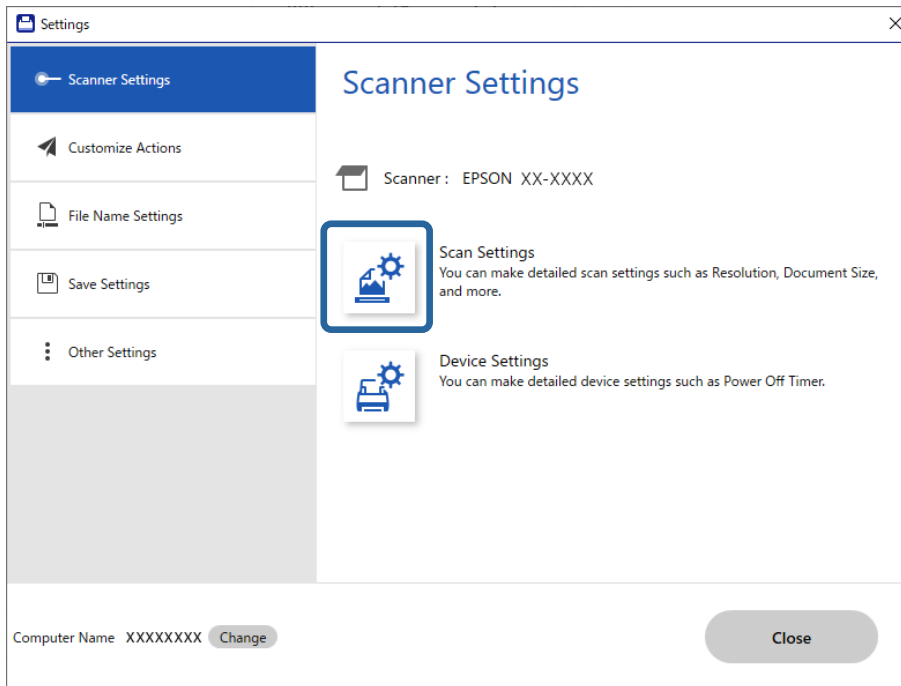 Settings
Scanner Settings
Customize Actions
File Name Settings
Save Settings
Other Settings
Scanner Settings
Scanner : EPSON XX-XXXX
Scan Settings
You can make detailed scan settings such as Resolution, Document Size,
and more.
Device Settings
You can make detailed device settings such as Power Off Timer.
Computer Name XXXXXXXX Change
Close